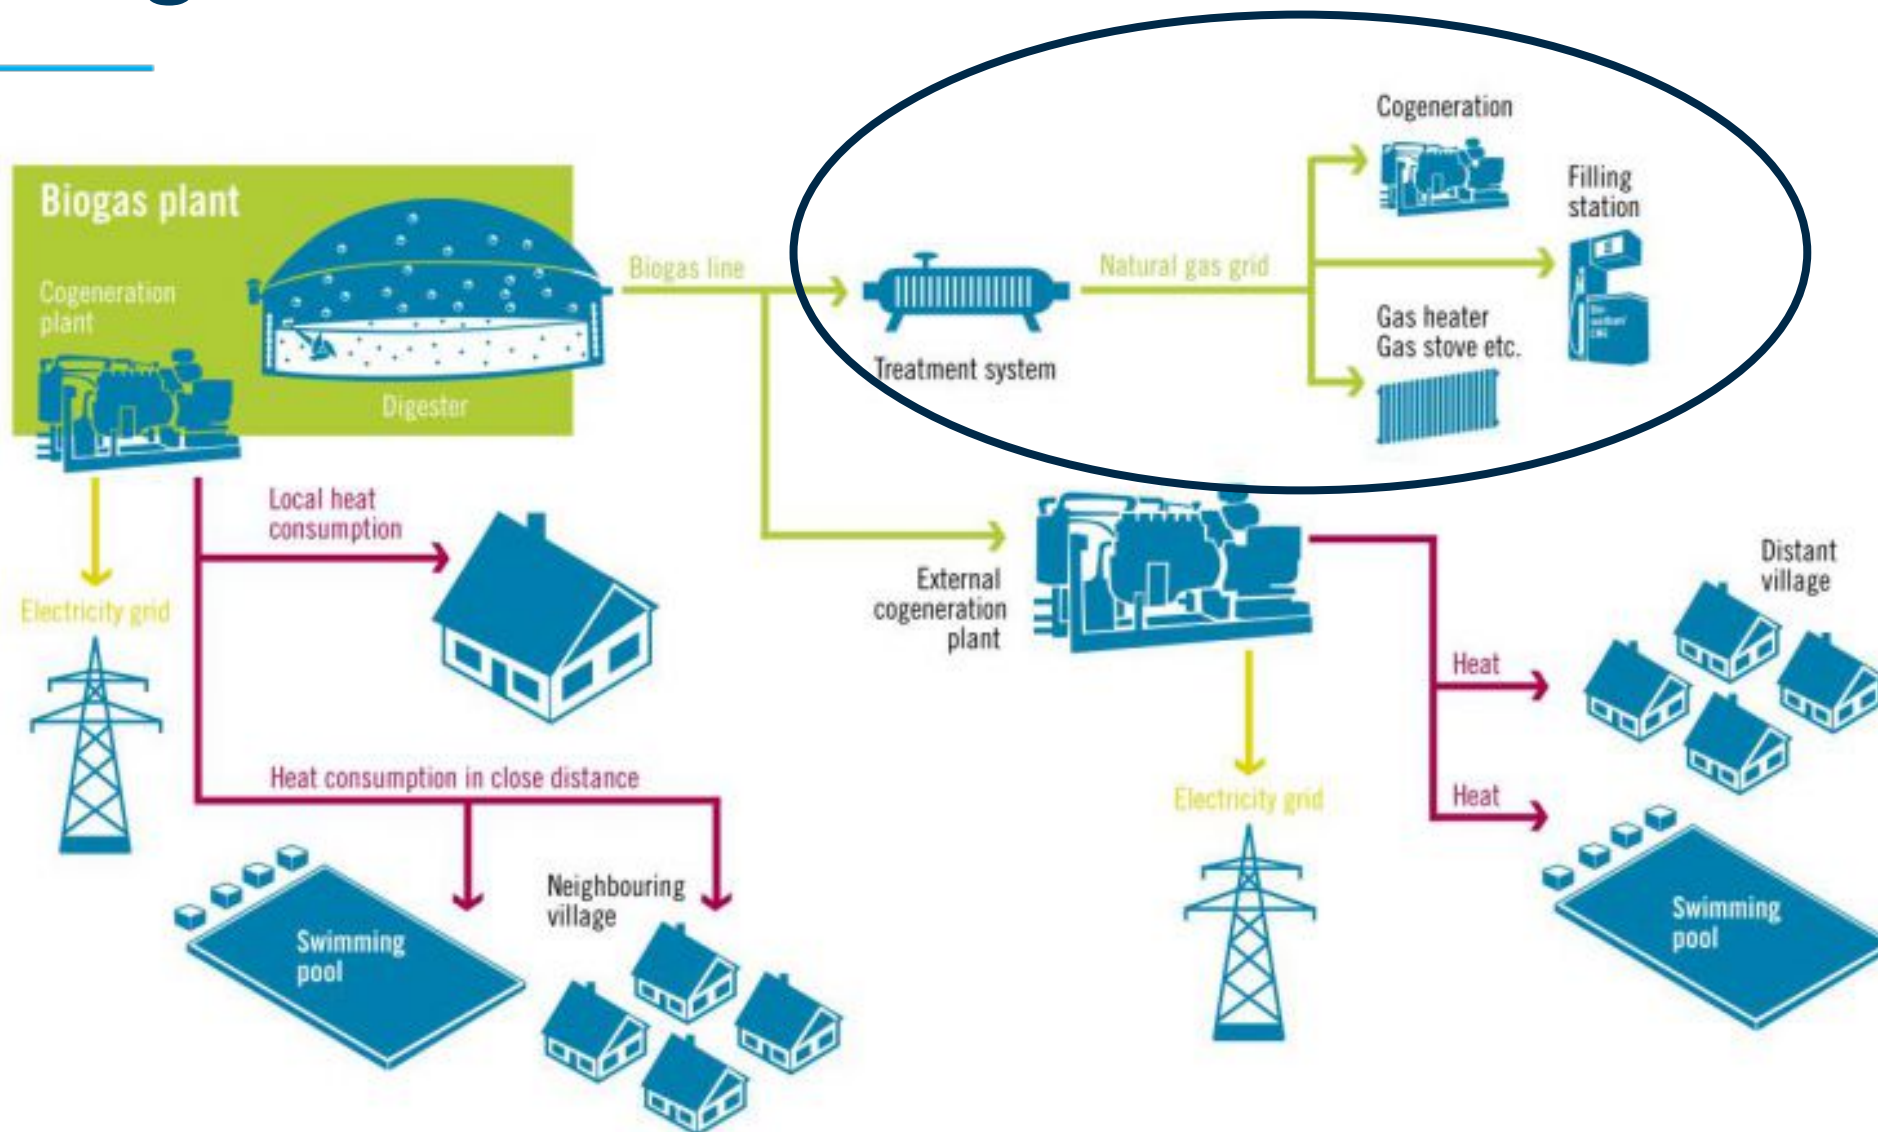 Biogas plant
Cogeneration
plant
Digester
Biogas line
Treatment system
Natural gas grid
Cogeneration
Filling
station
Gas heater
Gas stove etc.
Local heat
consumption
Electricity grid
External
cogeneration
plant
Distant
village
Heat
Heat
Heat consumption in close distance
Electricity grid
Neighbouring
village
Swimming
pool
Swimming
pool